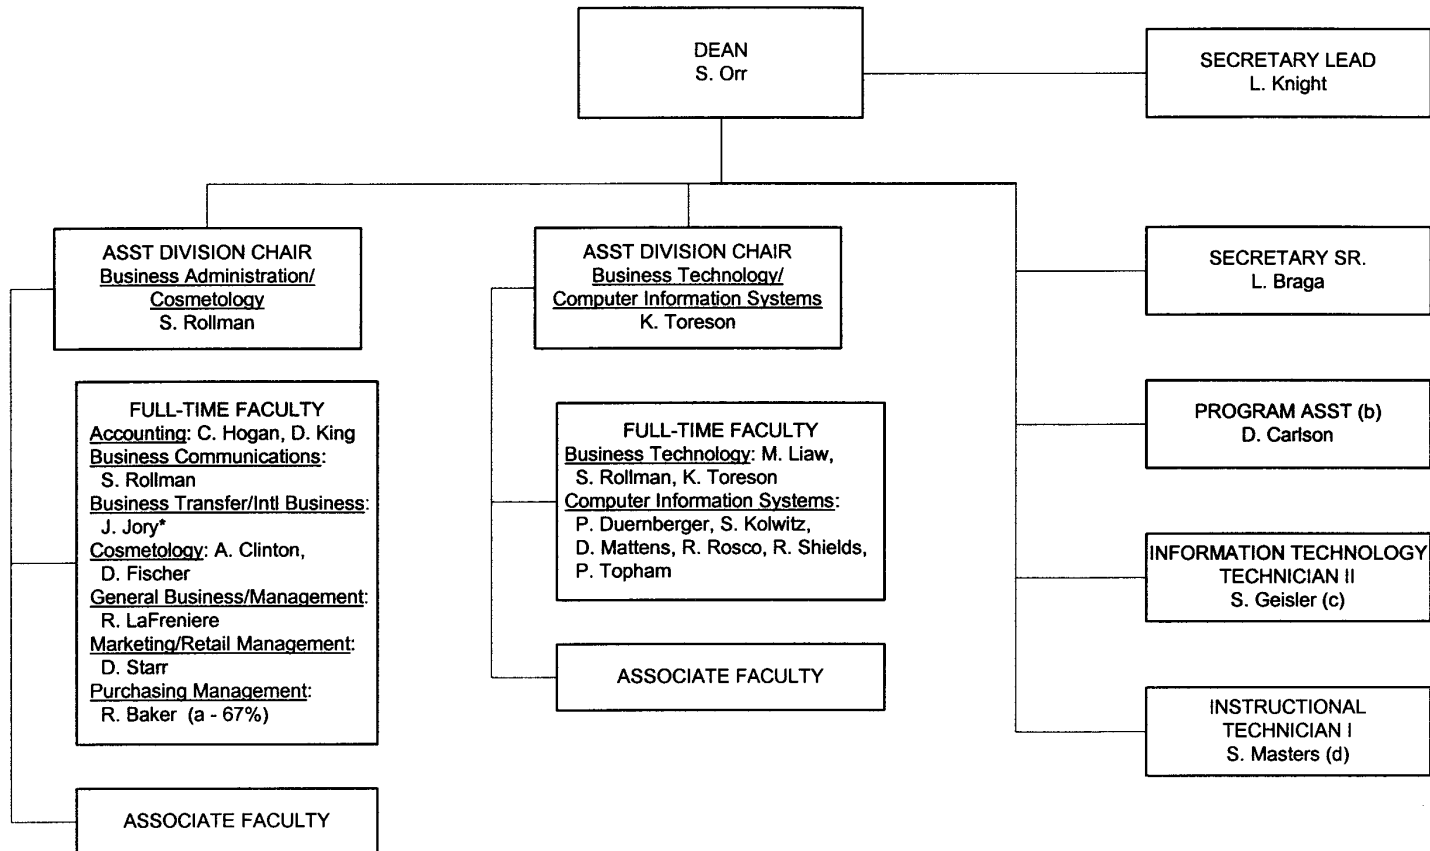 DEAN
S. Orr
SECRETARY LEAD
L. Knight
ASST DIVISION CHAIR
Business Administration/
Cosmetology
S. Rollman
FULL-TIME FACULTY
Accounting: C. Hogan, D. King
Business Communications:
S. Rollman
Business Transfer/Intl Business:
J. Jory*
Cosmetology: A. Clinton,
D. Fischer
General Business/Management:
R. LaFreniere
Marketing/Retail Management:
D. Starr
Purchasing Management:
R. Baker (a - 67%)
ASSOCIATE FACULTY
ASST DIVISION CHAIR
Business Technology/
Computer Information Systems
K. Toreson
FULL-TIME FACULTY
Business Technology: M. Liaw,
S. Rollman, K. Toreson
Computer Information Systems:
P. Duernberger, S. Kolwitz,
D. Mattens, R. Rosco, R. Shields,
P. Topham
ASSOCIATE FACULTY
SECRETARY SR.
L. Braga
PROGRAM ASST (b)
D. Carlson
INFORMATION TECHNOLOGY
TECHNICIAN II
S. Geisler (c)
INSTRUCTIONAL
TECHNICIAN I
S. Masters (d)